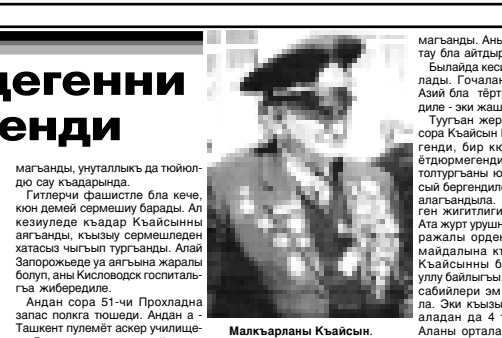 дегенни
енди
магъанды, унуталлыкъ да тюйюл-
дю сау къадарында.
Гитлерчи фашистле бла кече,
кюн демей сермешиу барады. Ал
кезиуледе къадар Къайсынны
аягъанды, къызыу сермешледен
хатасыз чыгъып тургъанды. Алай
Запорожьеде уа аягъына жаралы
болуп, аны Кисловодск госпиталь-
гъа жибередиле.
Андан сора 51-чи Прохладна
запас полкга тюшеди. Андан а -
Ташкент пулемёт аскер училище-
Малкъарланы Къайсын.
магъанды. Аны
тау бла айтдыр
Былайда кеси
лады. Гочалан
Азий бла тёрт
диле - эки жаш
Туугъан жер
сора Къайсын
генди, бир кю
ётдюрмегенди
толтургъаны ю
сый бергендиле
алагъандыла.
ген жигитлиги
Ата журт урушн
ражалы орден
майдалына къ
Къайсынны б
уллу байлыгъы
сабийлери эм
ла. Эки къызы
аладан да 4
Аланы ортала